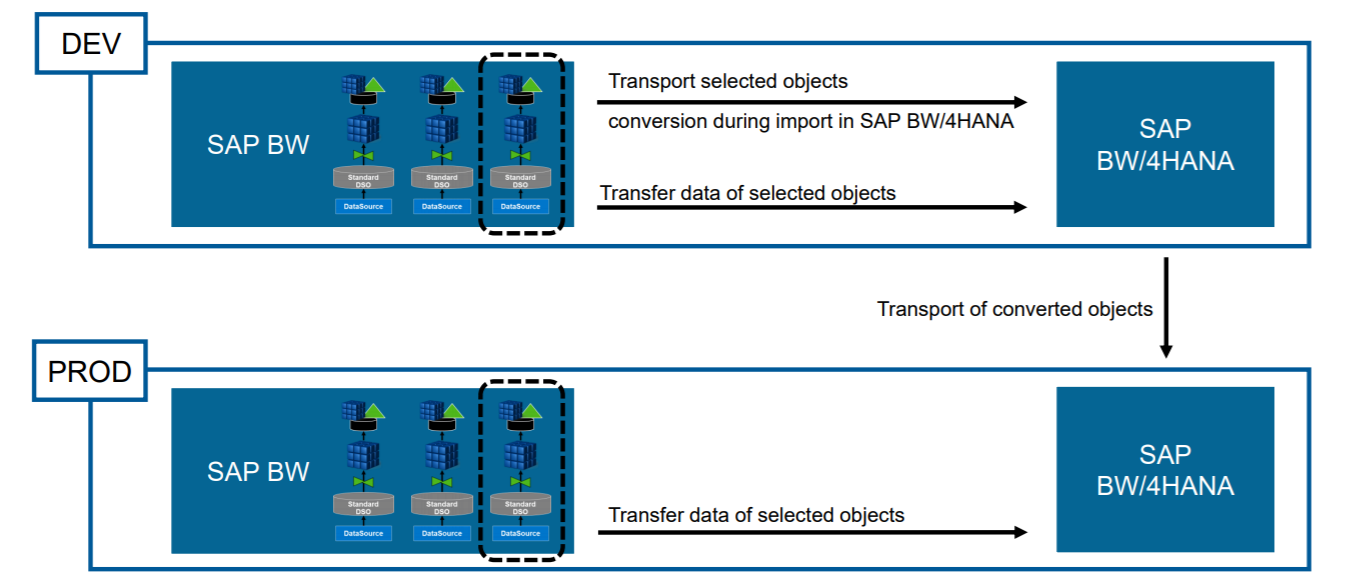 DEV
SAP BW
Standard
DSO
DataSource
Standard
DSO
DataSource
Standard
DSO
DataSource
Transport selected objects
conversion during import in SAP BW/4HANA
Transfer data of selected objects
SAP
BW/4HANA
Transport of converted objects
PROD
SAP BW
Standard
DSO
DataSource
Standard
DSO
DataSource
Standard
DSO
DataSource
Transfer data of selected objects
SAP
BW/4HANA